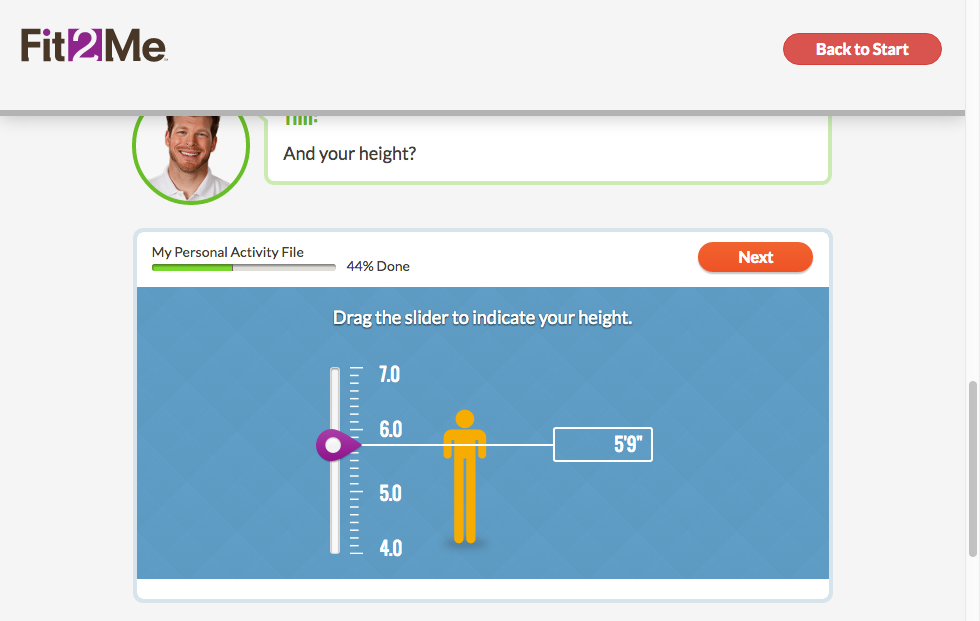 Fit2Me
Back to Start
And your height?
My Personal Activity File
44% Done
Next
Drag the slider to indicate your height.
7.0
6.0
5'9"
5.0
4.0